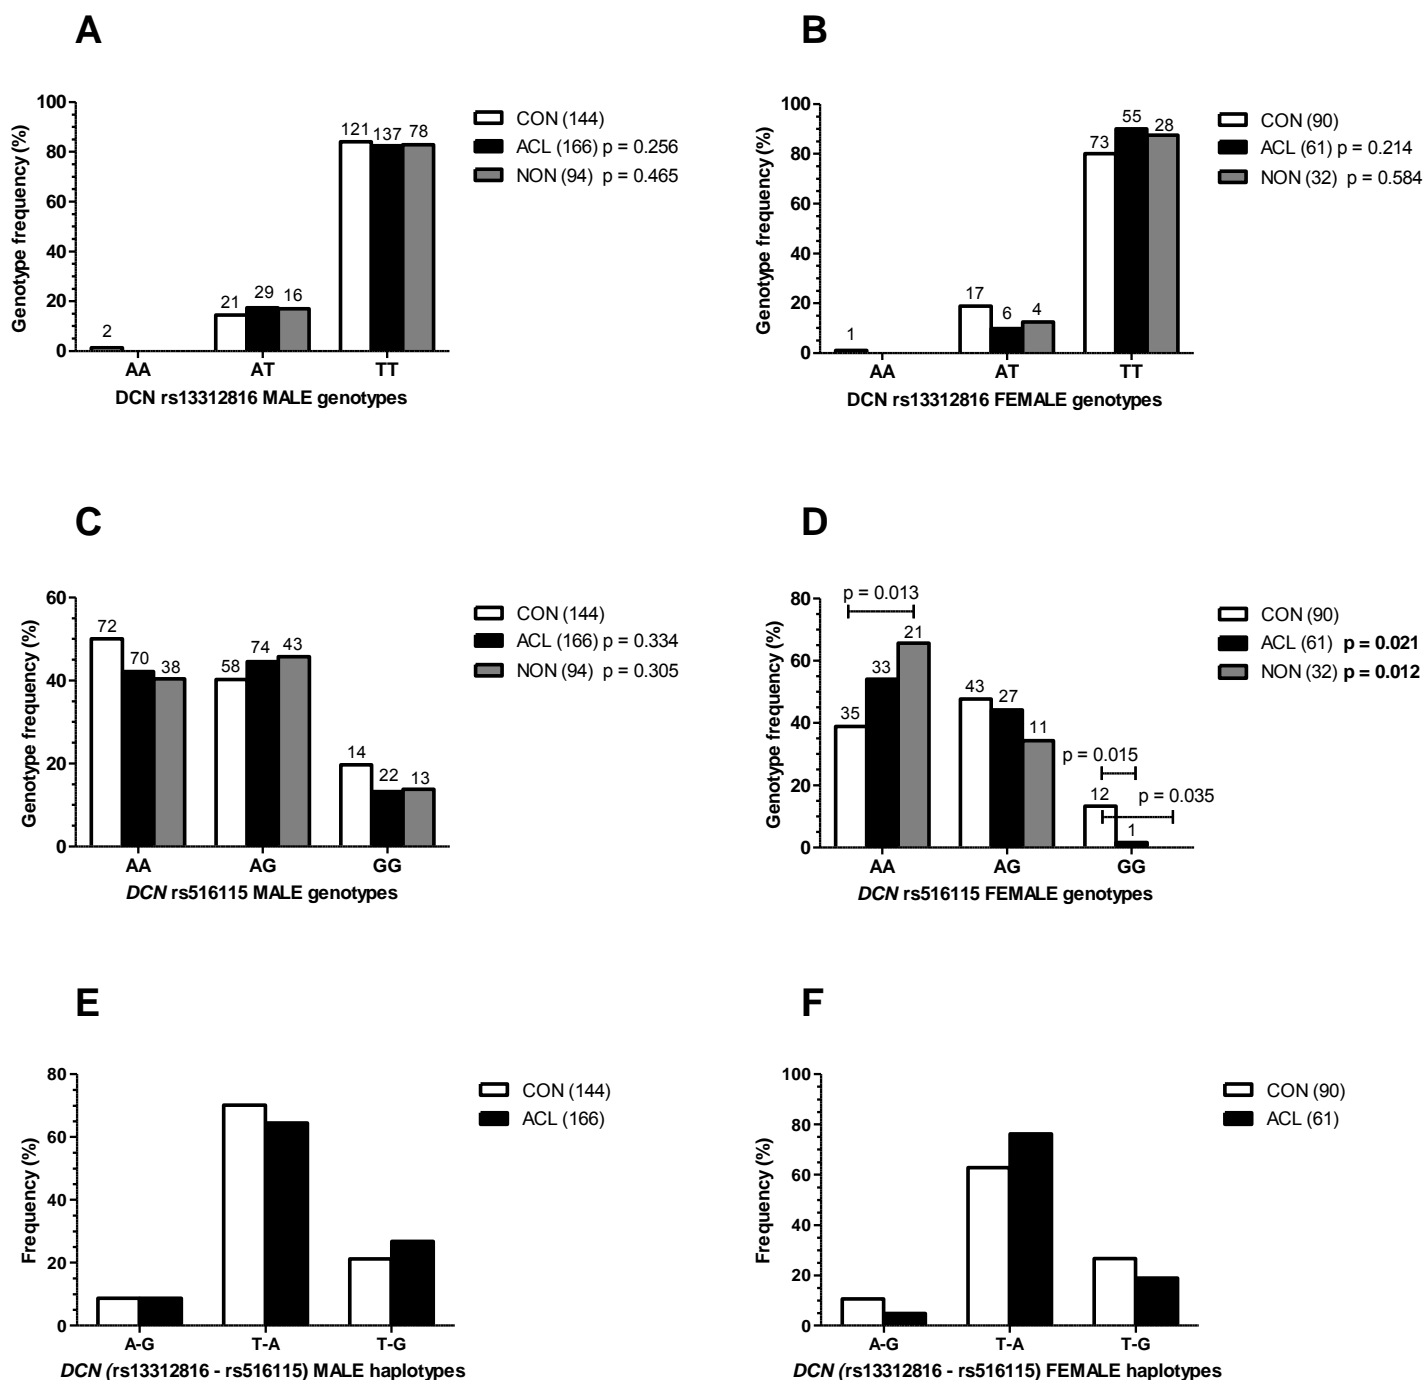 A
Genotype frequency (%)
100
80
60
40
20
0
2
21
29
16
121
137
78
AA
AT
TT
DCN rs13312816 MALE genotypes
CON (144)
ACL (166) p = 0.256
NON (94) p = 0.465
B
Genotype frequency (%)
100
80
60
40
20
0
1
17
6
4
73
55
28
AA
AT
TT
DCN rs13312816 FEMALE genotypes
CON (90)
ACL (61) p = 0.214
NON (32) p = 0.584
C
Genotype frequency (%)
60
40
20
0
72
70
38
58
74
43
14
22
13
AA
AG
GG
DCN rs516115 MALE genotypes
CON (144)
ACL (166) p = 0.334
NON (94) p = 0.305
D
Genotype frequency (%)
80
60
40
20
0
p = 0.013
35
33
21
43
27
11
p = 0.015
12
p = 0.035
1
AA
AG
GG
DCN rs516115 FEMALE genotypes
CON (90)
ACL (61) p = 0.021
NON (32) p = 0.012
E
Frequency (%)
80
60
40
20
0
A-G
T-A
T-G
DCN (rs13312816 - rs516115) MALE haplotypes
CON (144)
ACL (166)
F
Frequency (%)
100
80
60
40
20
0
A-G
T-A
T-G
DCN (rs13312816 - rs516115) FEMALE haplotypes
CON (90)
ACL (61)